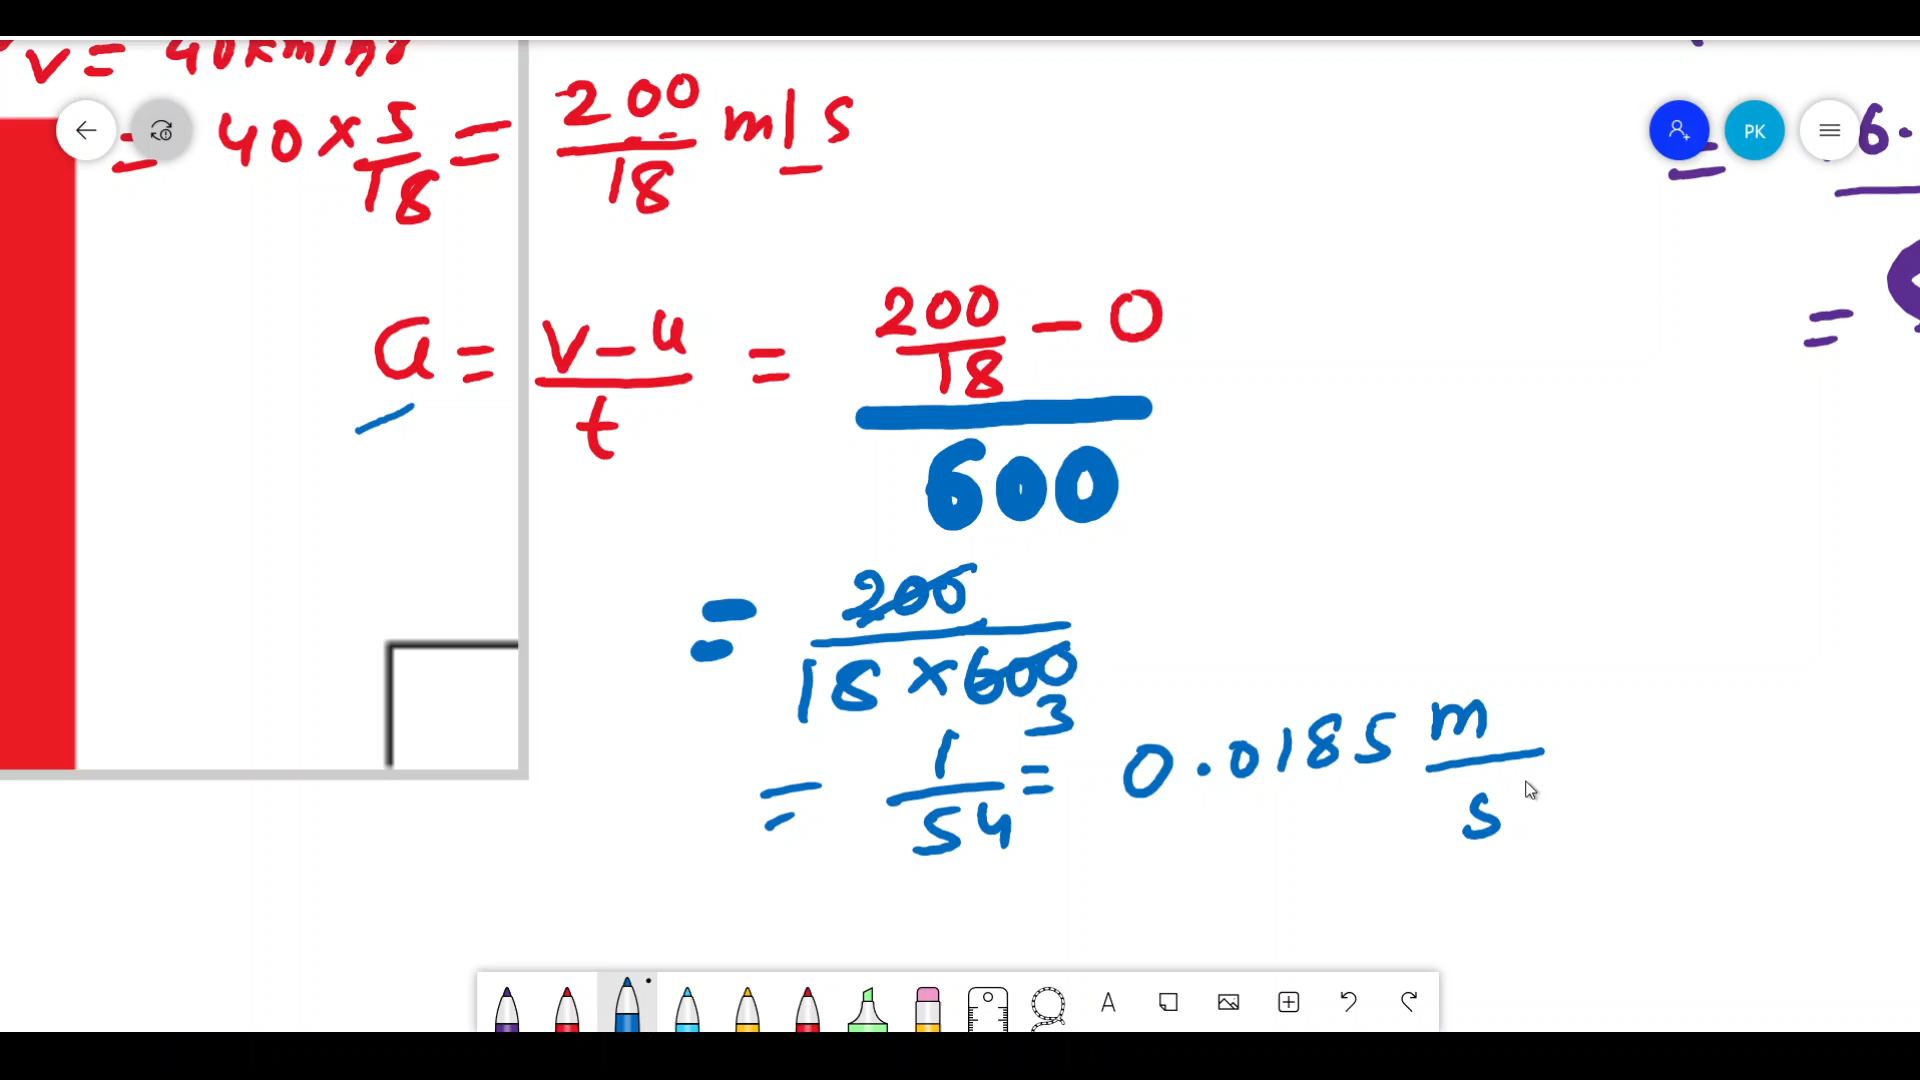 v = 40km/hr
= 40 × 5/18 = 200/18 m/s
PK
6.
a = v-u/t = 200/18 - 0 / 600
=
= 200/18 × 600
3
= 1/54 = 0.0185 m/s
A